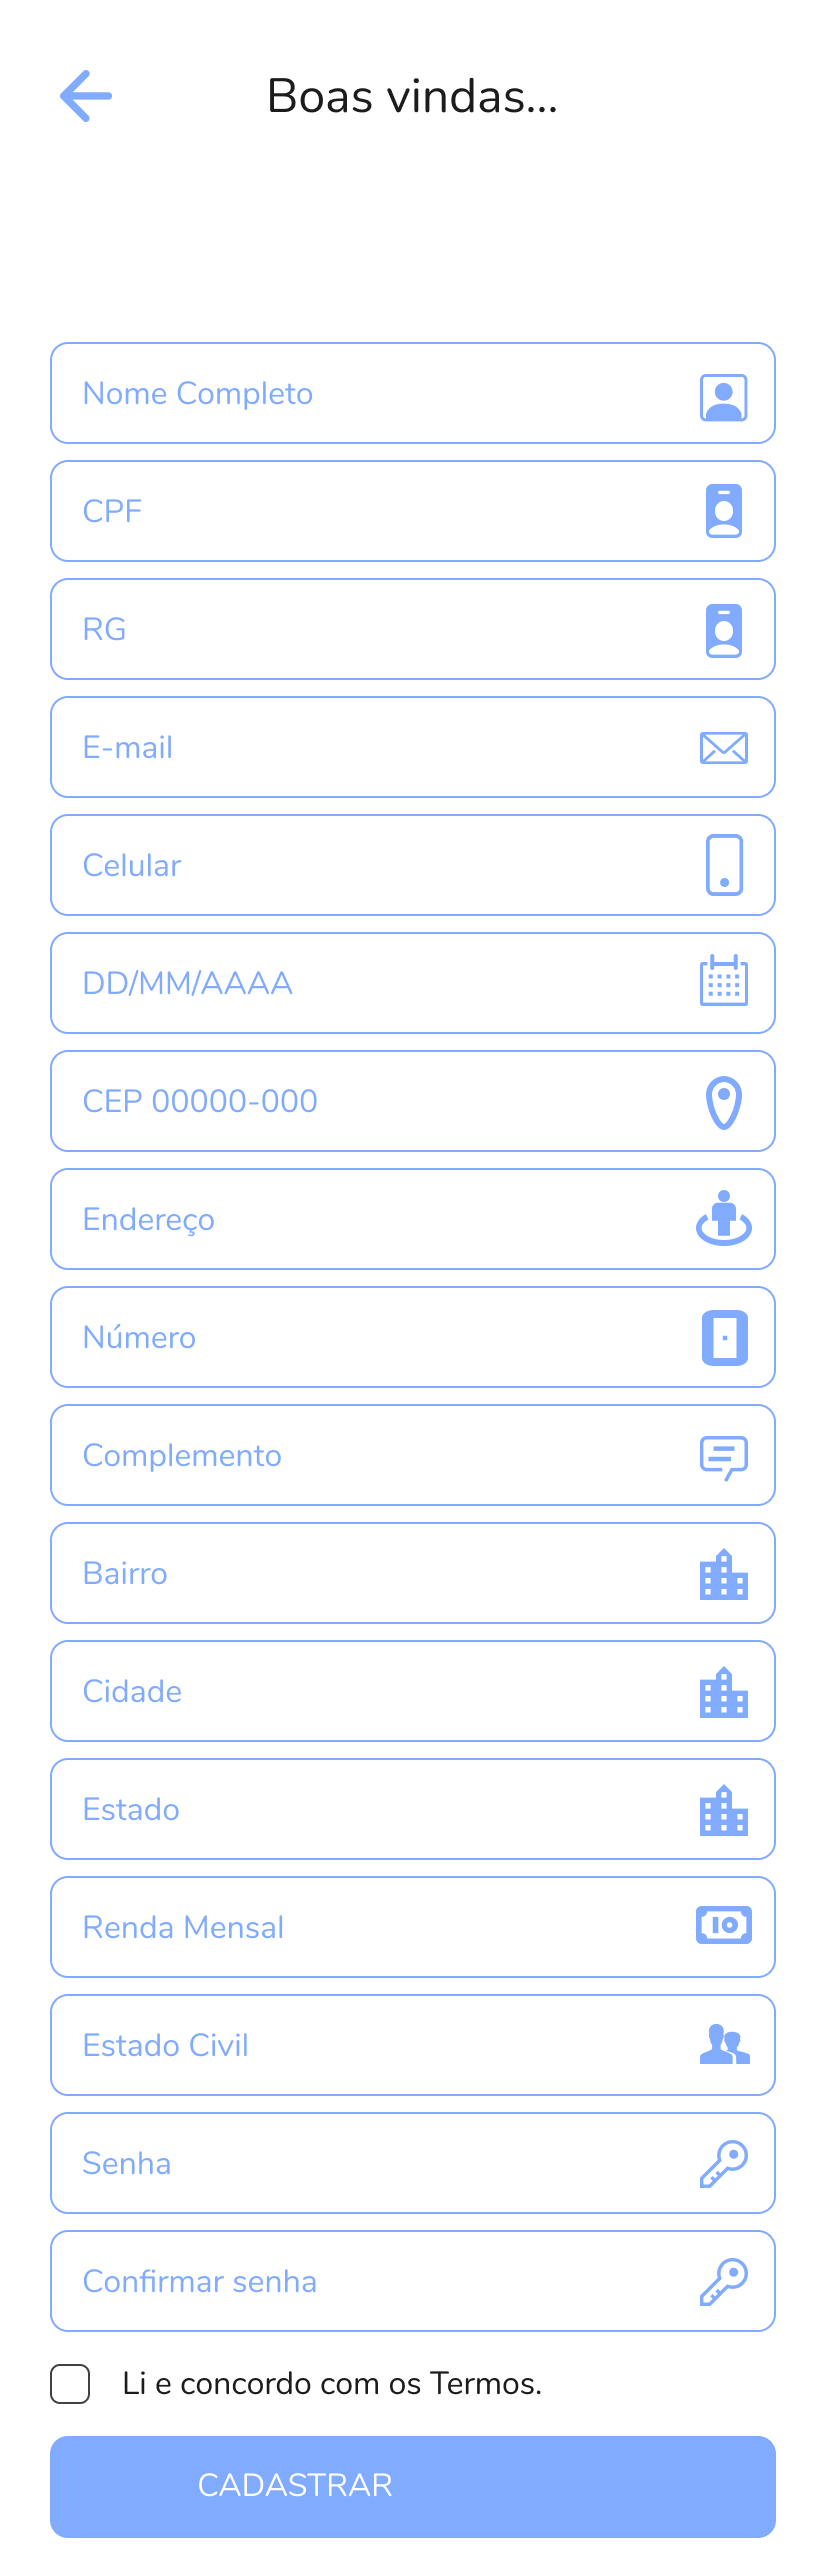 Boas vindas...
Nome Completo
CPF
RG
E-mail
Celular
DD/MM/AAAA
CEP 00000-000
Endereço
Número
Complemento
Bairro
Cidade
Estado
Renda Mensal
Estado Civil
Senha
Confirmar senha
Li e concordo com os Termos.
CADASTRAR